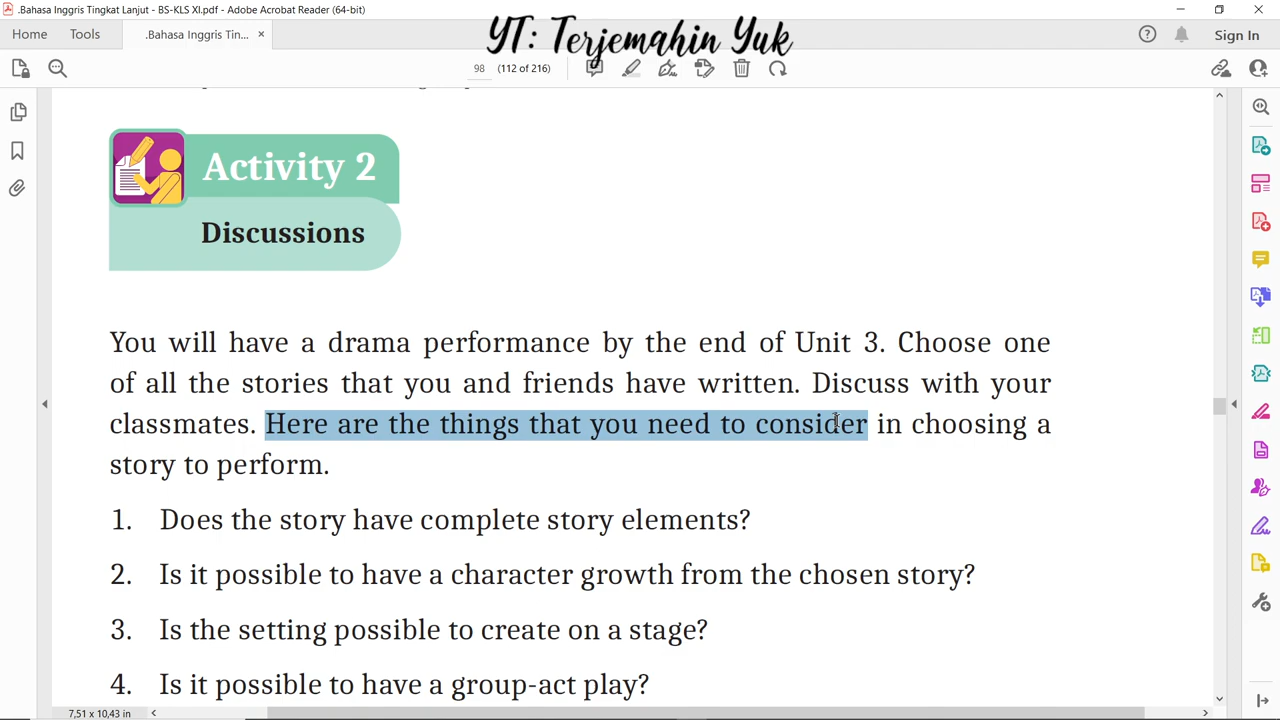 .Bahasa Inggris Tingkat Lanjut - BS-KLS XI.pdf - Adobe Acrobat Reader (64-bit)
YT: Terjemahin Yuk
Home Tools .Bahasa Inggris Tin... × Sign In
98 (112 of 216)
Activity 2
Discussions
You will have a drama performance by the end of Unit 3. Choose one
of all the stories that you and friends have written. Discuss with your
classmates. Here are the things that you need to consider in choosing a
story to perform.
1. Does the story have complete story elements?
2. Is it possible to have a character growth from the chosen story?
3. Is the setting possible to create on a stage?
4. Is it possible to have a group-act play?
7,51 x 10,43 in